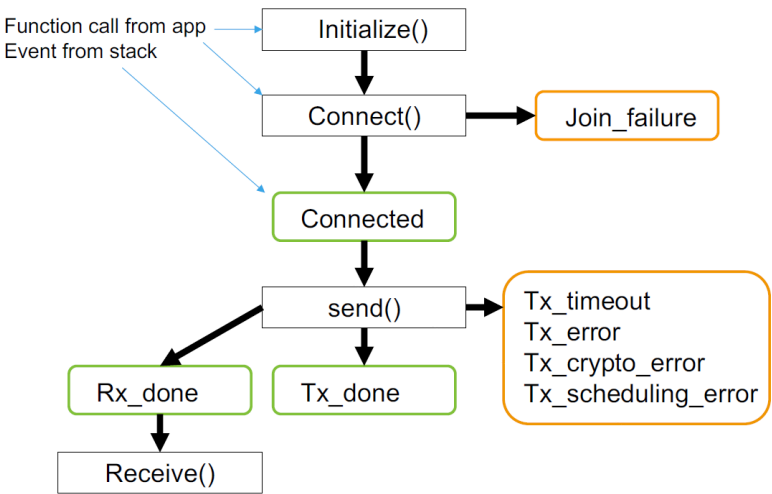 Function call from app
Event from stack
Initialize()
Connect()
Join_failure
Connected
send()
Tx_timeout
Tx_error
Tx_crypto_error
Tx_scheduling_error
Rx_done
Tx_done
Receive()